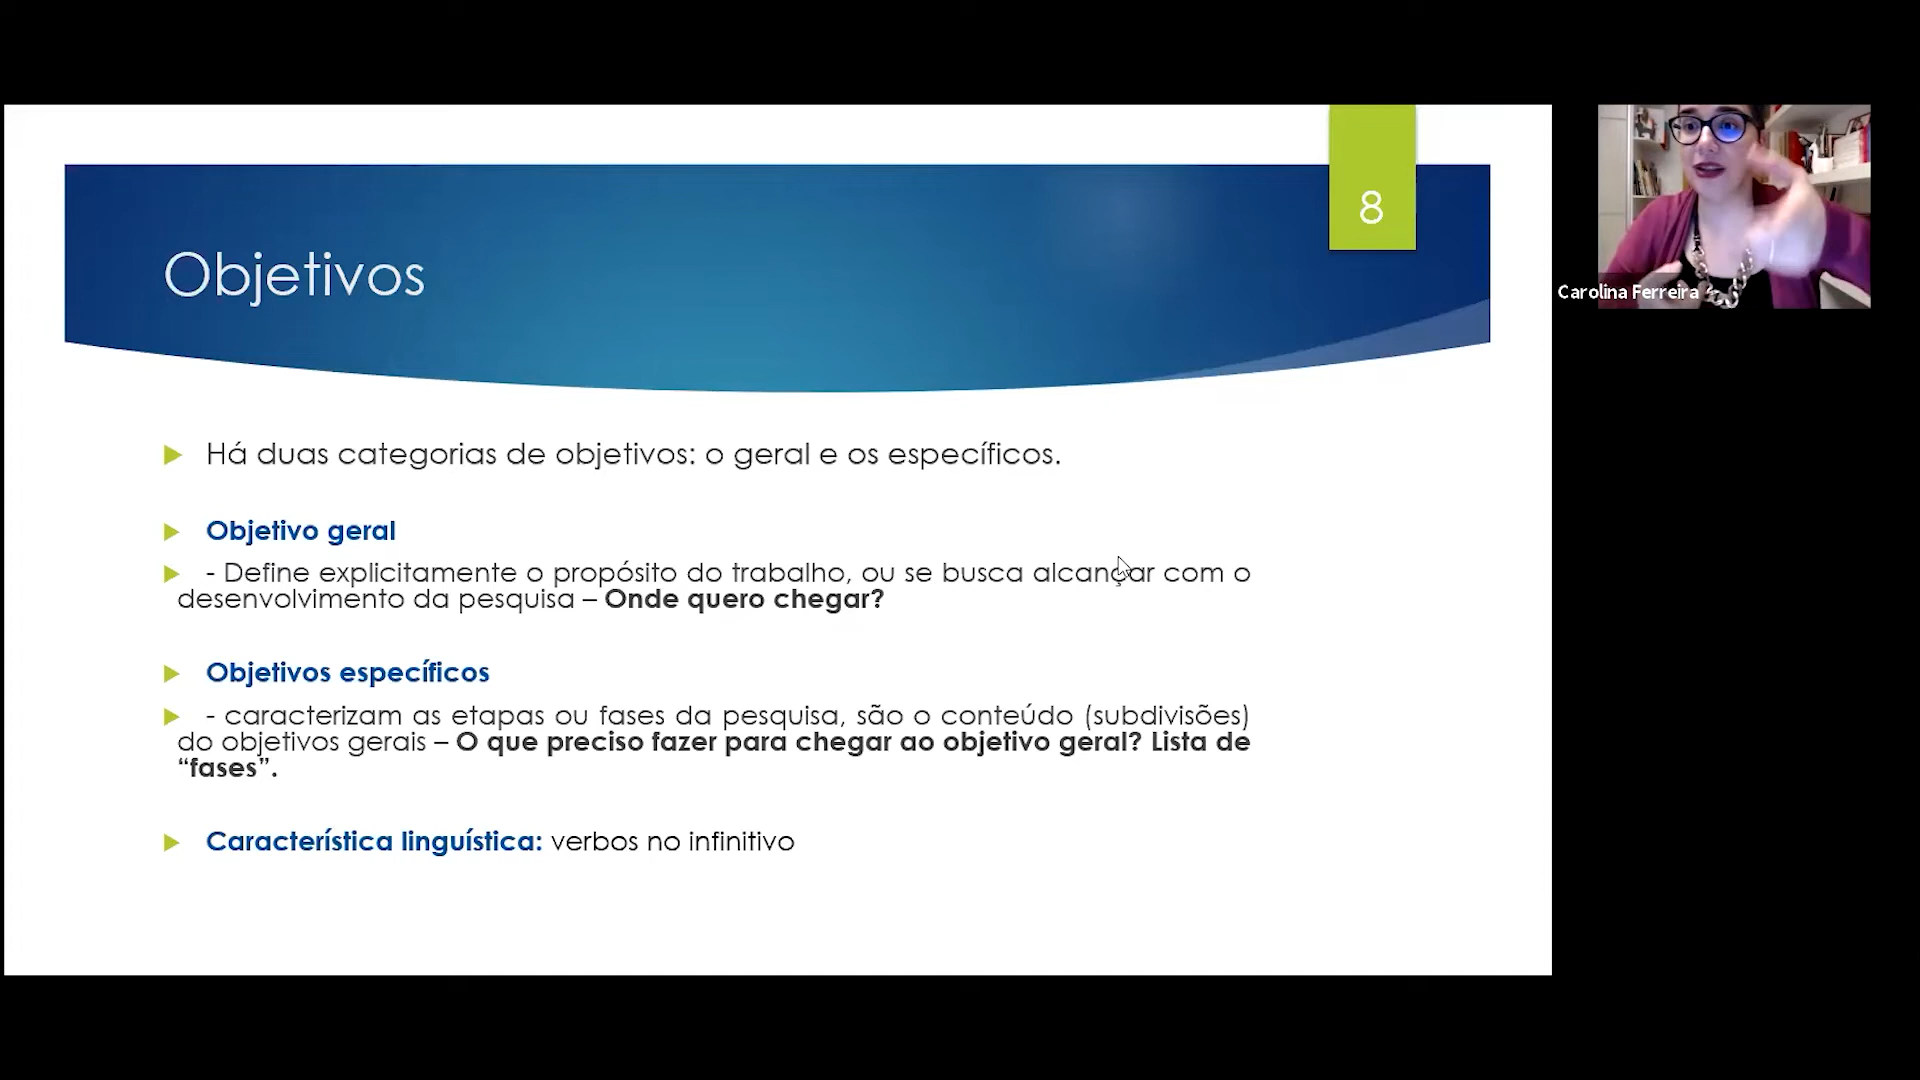 8
Objetivos
Carolina Ferreira
Há duas categorias de objetivos: o geral e os específicos.
Objetivo geral
- Define explicitamente o propósito do trabalho, ou se busca alcançar com o
desenvolvimento da pesquisa – Onde quero chegar?
Objetivos específicos
- caracterizam as etapas ou fases da pesquisa, são o conteúdo (subdivisões)
do objetivos gerais – O que preciso fazer para chegar ao objetivo geral? Lista de
“fases”.
Característica linguística: verbos no infinitivo